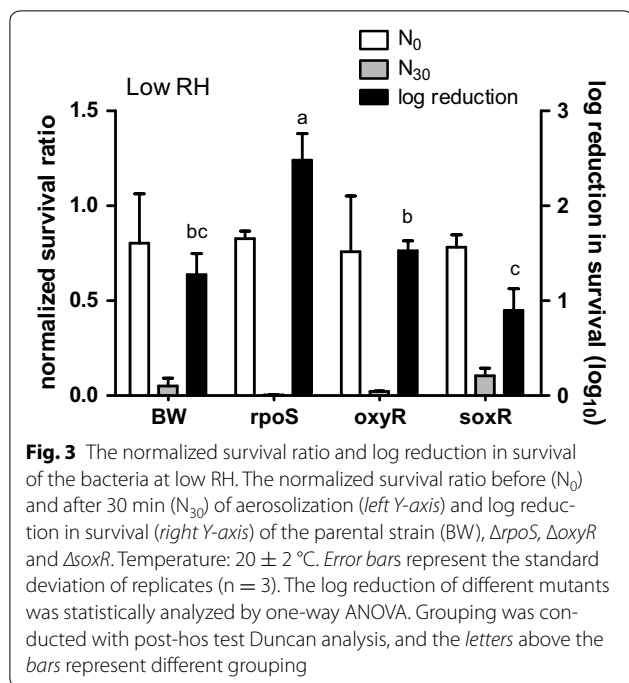 N₀
N₃₀
log reduction
Low RH
normalized survival ratio
1.5
1.0
0.5
0.0
log reduction in survival (log₁₀)
3
2
1
0
bc
a
b
c
BW rpoS oxyR soxR
Fig. 3 The normalized survival ratio and log reduction in survival
of the bacteria at low RH. The normalized survival ratio before (N₀)
and after 30 min (N₃₀) of aerosolization (left Y-axis) and log reduc-
tion in survival (right Y-axis) of the parental strain (BW), ΔrpoS, ΔoxyR
and ΔsoxR. Temperature: 20 ± 2 °C. Error bars represent the standard
deviation of replicates (n = 3). The log reduction of different mutants
was statistically analyzed by one-way ANOVA. Grouping was con-
ducted with post-hos test Duncan analysis, and the letters above the
bars represent different grouping